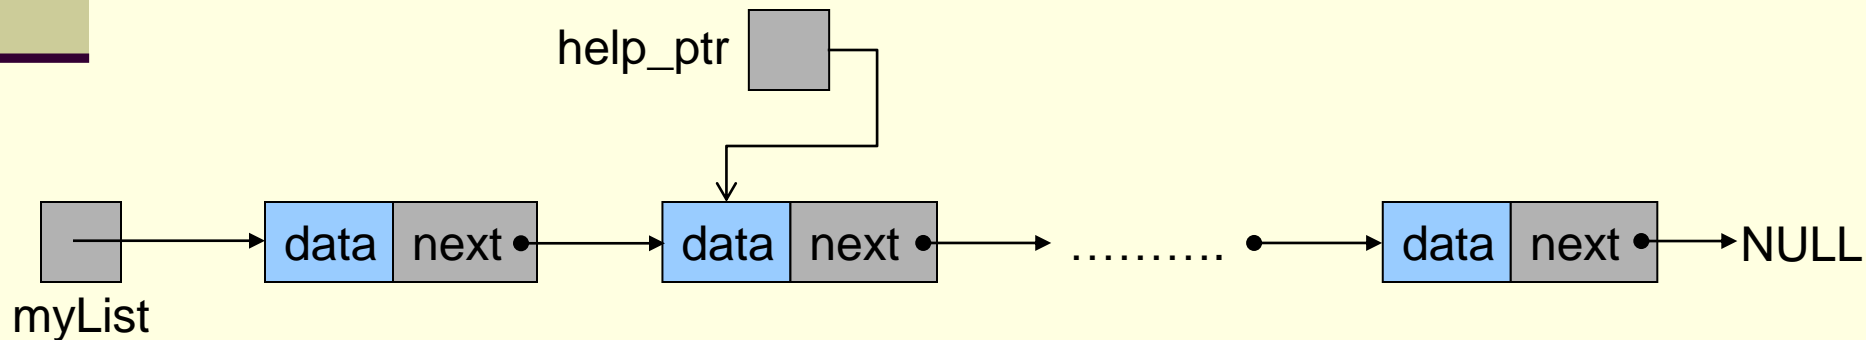 help_ptr
data next data next ………. data next NULL
myList